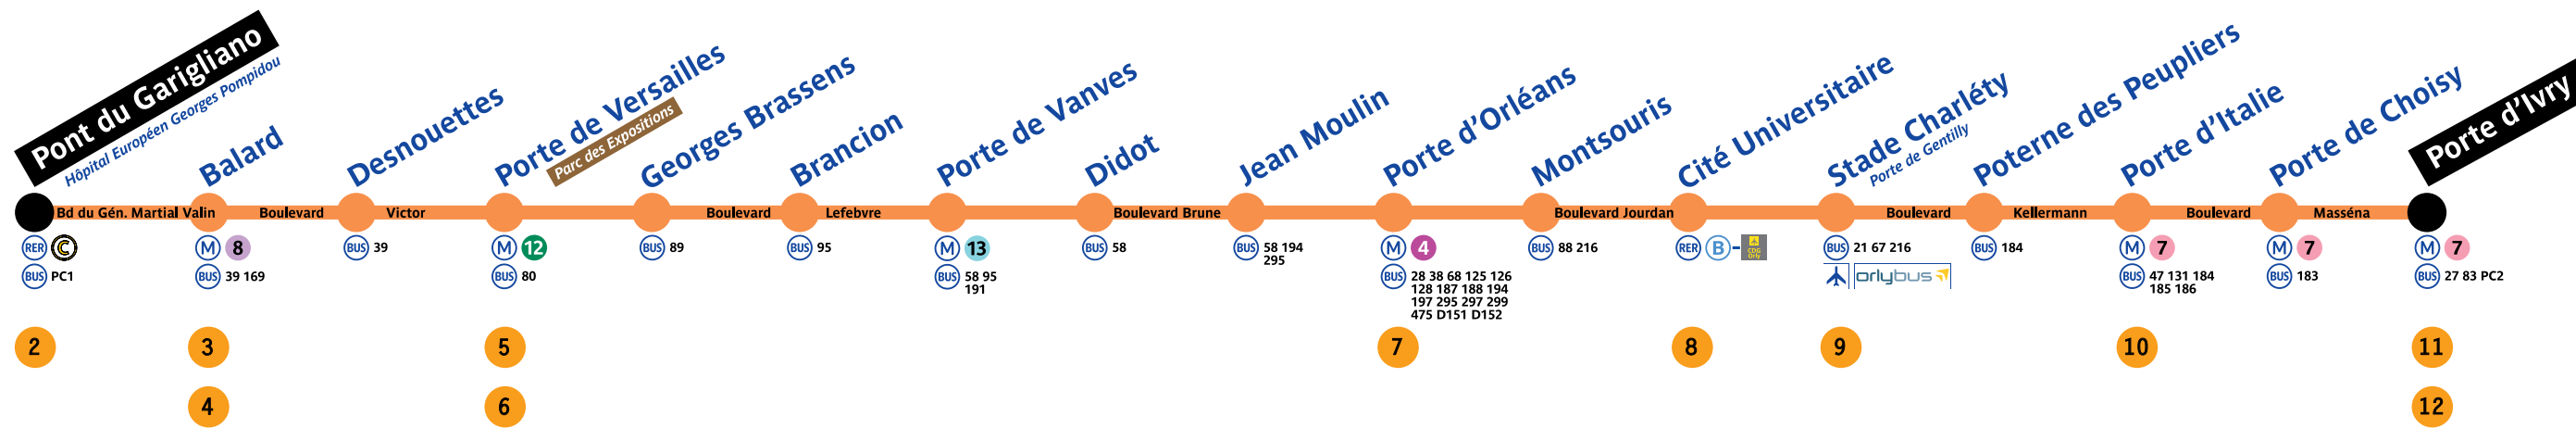 Pont du Garigliano
Hôpital Européen Georges Pompidou
Balard
Desnouettes
Porte de Versailles
Parc des Expositions
Georges Brassens
Brancion
Porte de Vanves
Didot
Jean Moulin
Porte d'Orléans
Montsouris
Cité Universitaire
Stade Charléty
Porte de Gentilly
Poterne des Peupliers
Porte d'Italie
Porte de Choisy
Porte d'Ivry
Bd du Gén. Martial Valin Boulevard Victor Boulevard Lefebvre Boulevard Brune Boulevard Jourdan Boulevard Kellermann Boulevard Masséna
RER C
BUS PC1
M 8
BUS 39 169
BUS 39
M 12
BUS 80
BUS 89
BUS 95
M 13
BUS 58 95
191
BUS 58
BUS 58 194
295
M 4
BUS 28 38 68 125 126
128 187 188 194
197 295 297 299
475 D151 D152
BUS 88 216
RER B - CDG
Orly
BUS 21 67 216
orlybus
BUS 184
M 7
BUS 47 131 184
185 186
M 7
BUS 183
M 7
BUS 27 83 PC2
2 3 5 7 8 9 10 11
4 6 12